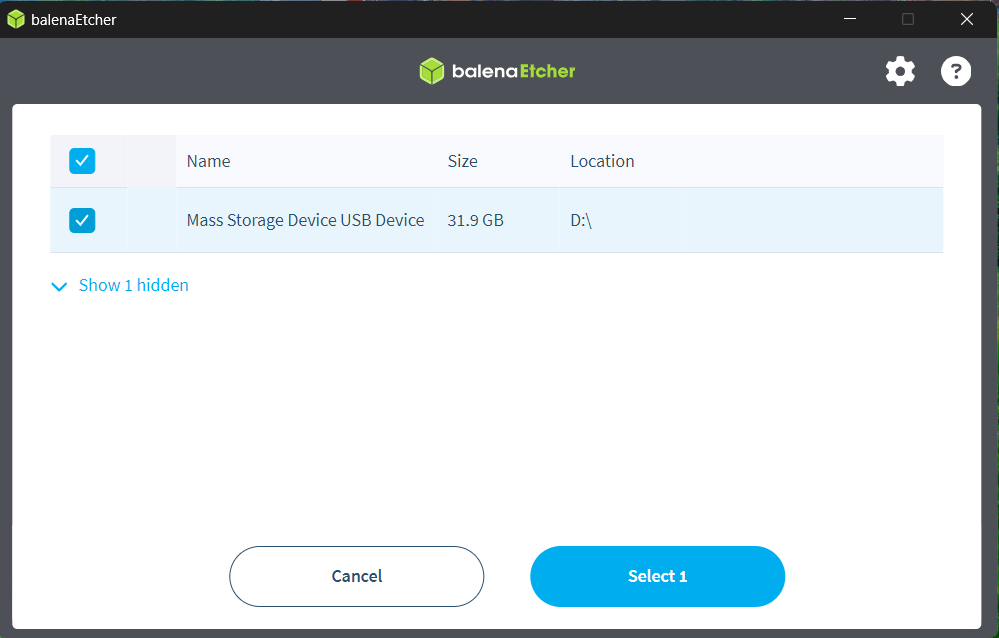 balenaEtcher
balenaEtcher
?
Name Size Location
Mass Storage Device USB Device 31.9 GB D:\
Show 1 hidden
Cancel Select 1